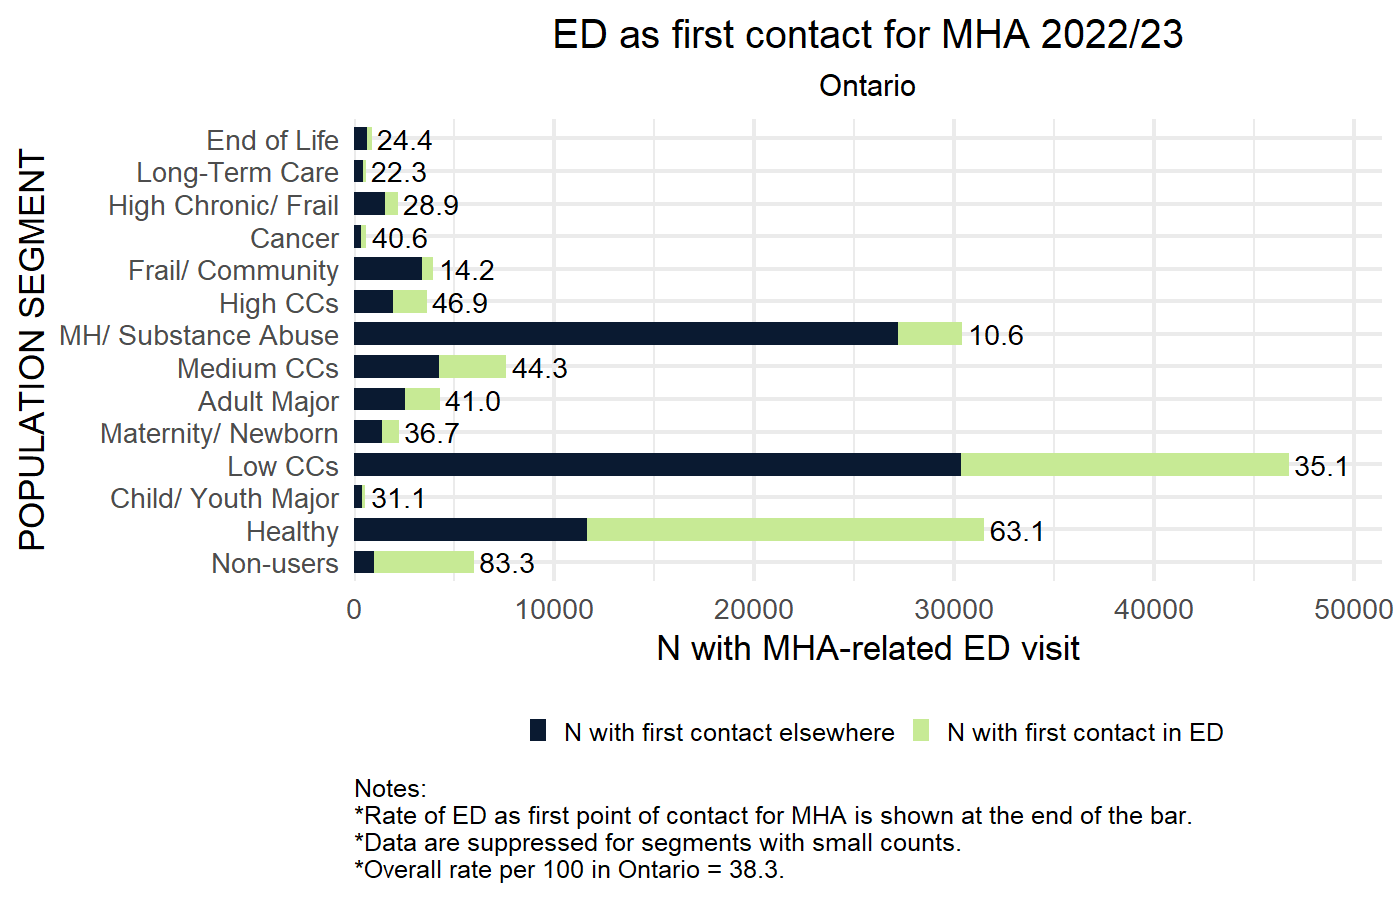 ED as first contact for MHA 2022/23
Ontario
POPULATION SEGMENT
End of Life 24.4
Long-Term Care 22.3
High Chronic/ Frail 28.9
Cancer 40.6
Frail/ Community 14.2
High CCs 46.9
MH/ Substance Abuse 10.6
Medium CCs 44.3
Adult Major 41.0
Maternity/ Newborn 36.7
Low CCs 35.1
Child/ Youth Major 31.1
Healthy 63.1
Non-users 83.3
0 10000 20000 30000 40000 50000
N with MHA-related ED visit
N with first contact elsewhere N with first contact in ED
Notes:
*Rate of ED as first point of contact for MHA is shown at the end of the bar.
*Data are suppressed for segments with small counts.
*Overall rate per 100 in Ontario = 38.3.